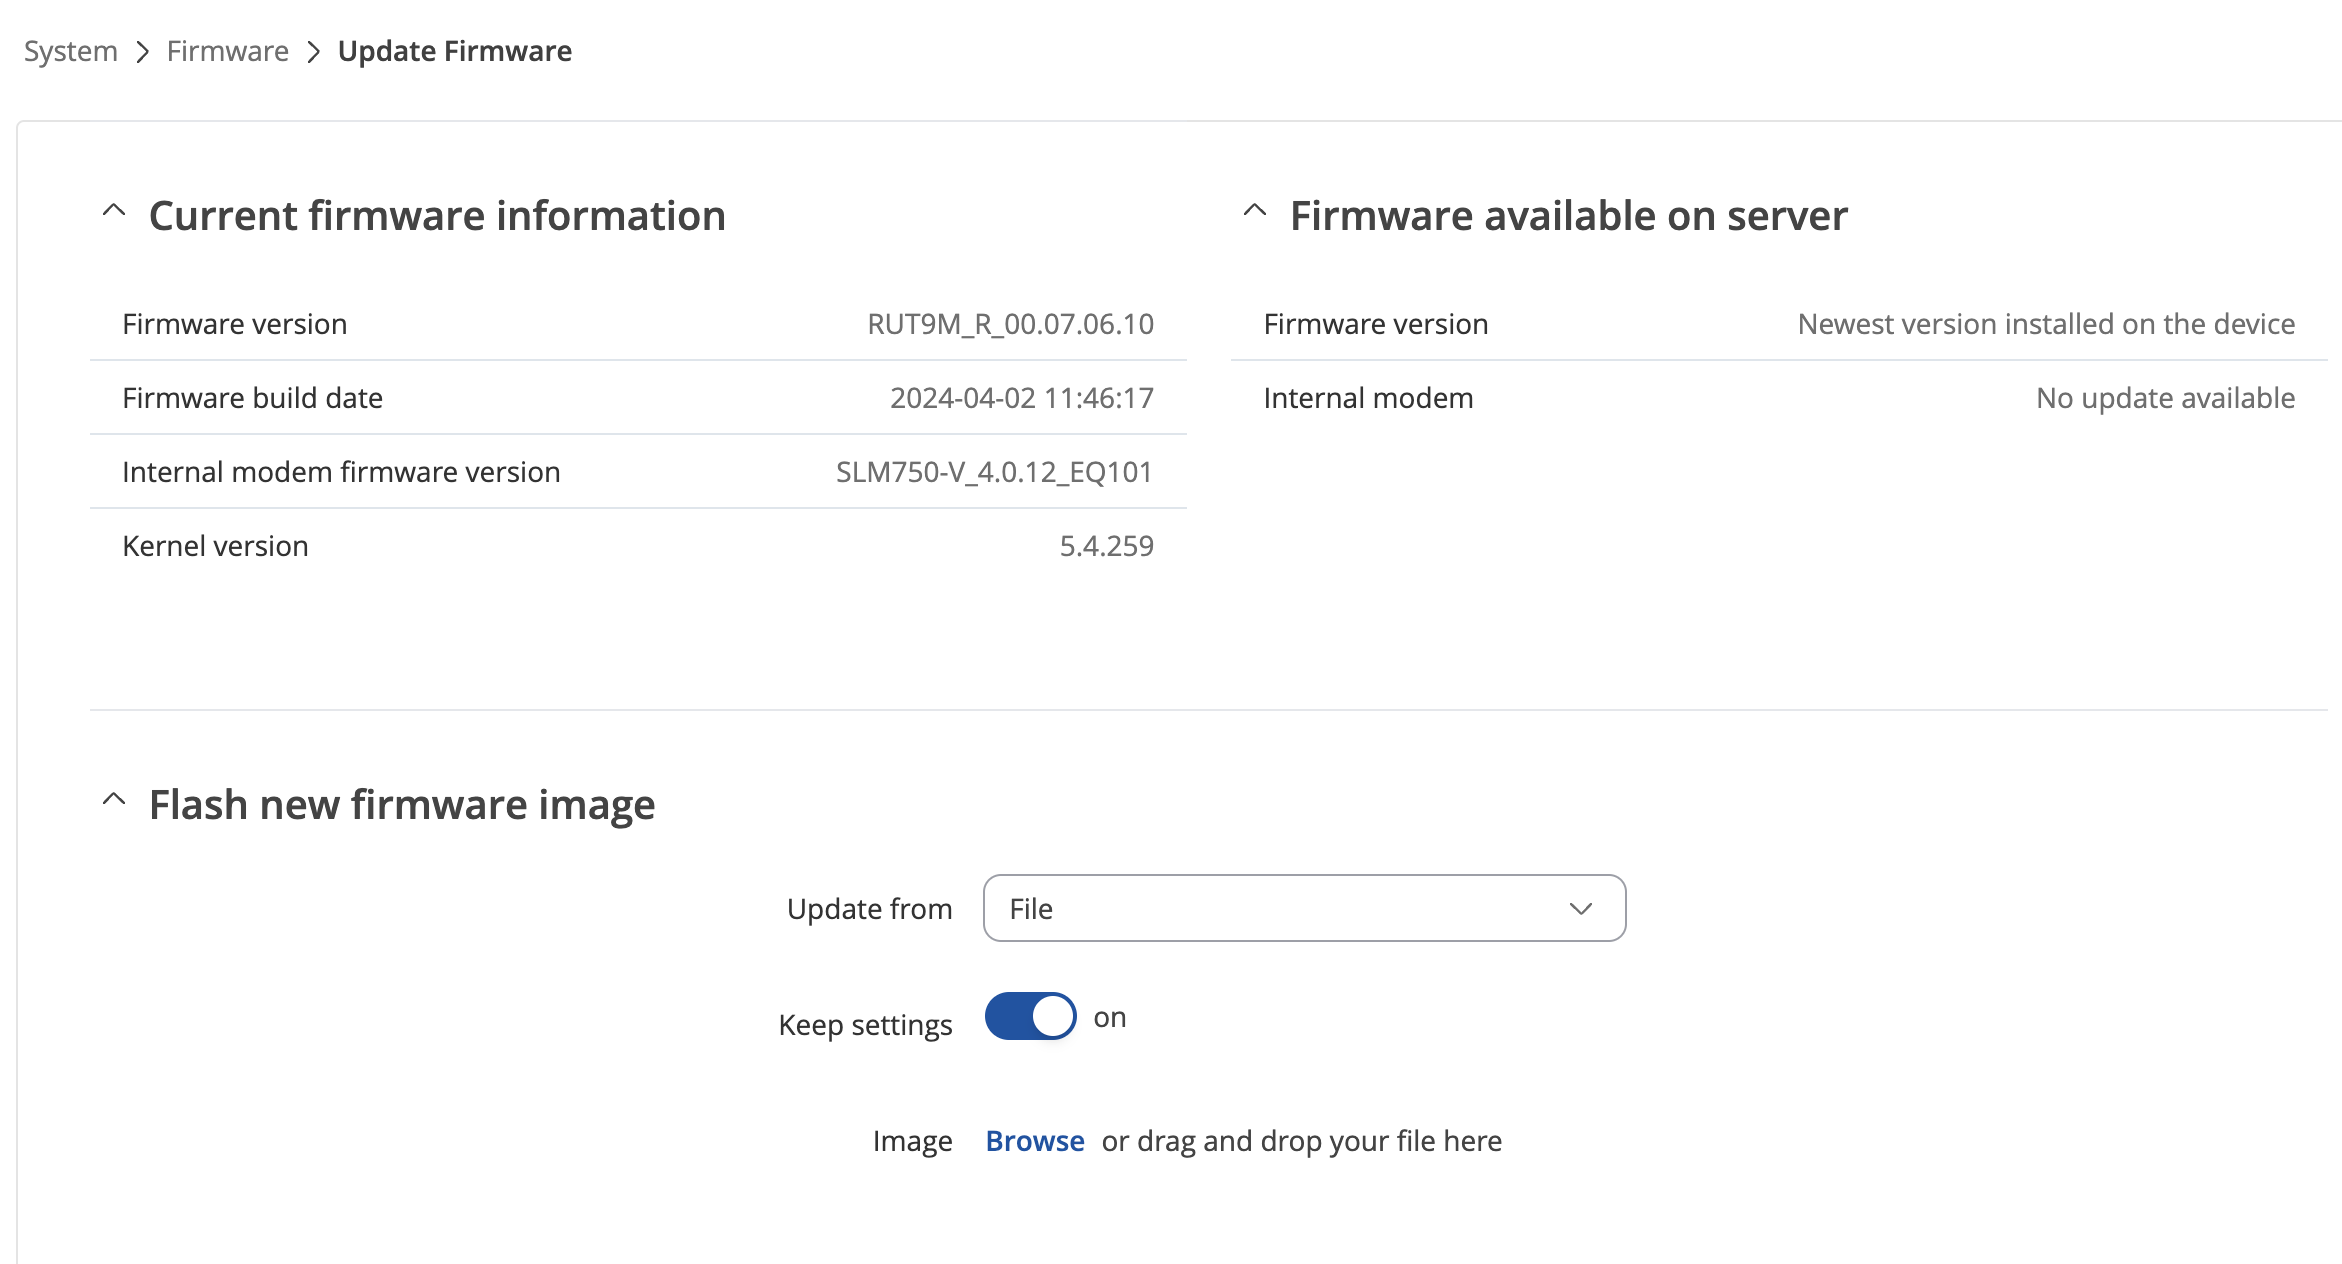 System > Firmware > Update Firmware
Current firmware information
Firmware version RUT9M_R_00.07.06.10
Firmware build date 2024-04-02 11:46:17
Internal modem firmware version SLM750-V_4.0.12_EQ101
Kernel version 5.4.259
Firmware available on server
Firmware version Newest version installed on the device
Internal modem No update available
Flash new firmware image
Update from File
Keep settings on
Image Browse or drag and drop your file here